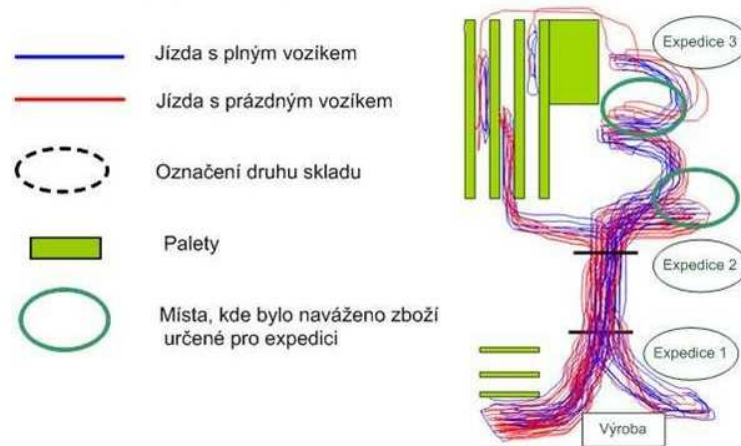 Jízda s plným vozíkem
Jízda s prázdným vozíkem
Označení druhu skladu
Palety
Místa, kde bylo naváženo zboží
určené pro expedici
Expedice 3
Expedice 2
Expedice 1
Výroba